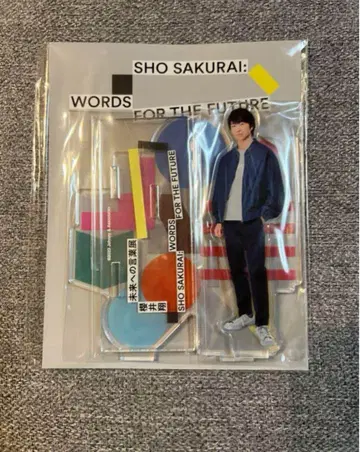 SHO SAKURAI:
WORDS
FOR THE FUTURE
SHO SAKURAI: WORDS
FOR THE FUTURE
櫻井翔
未来への言葉展